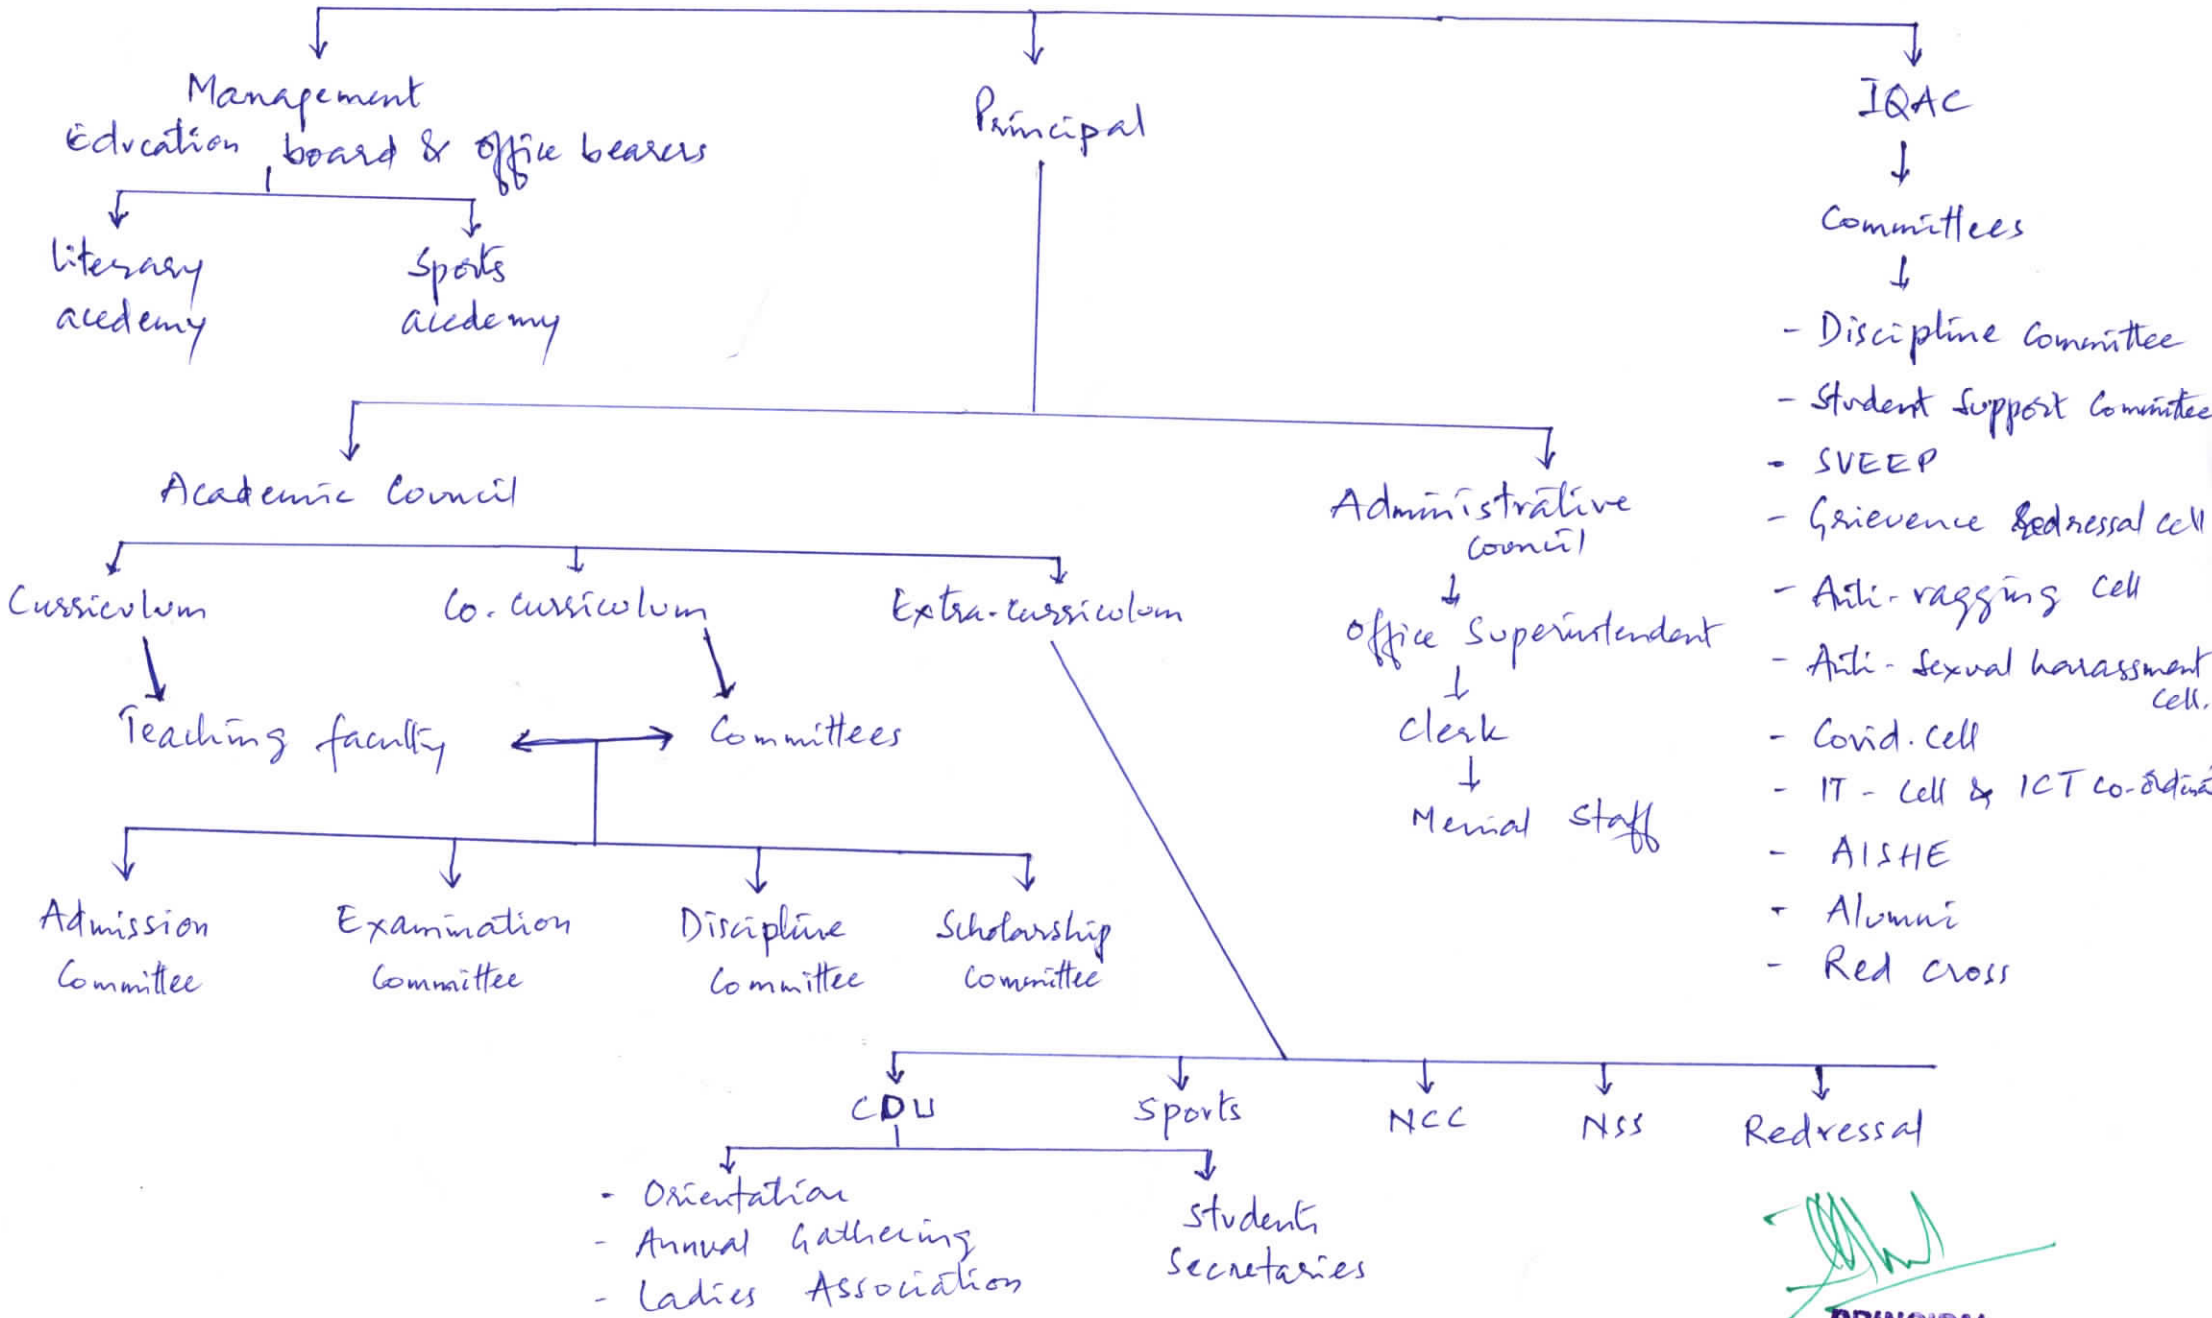 Management
Education board & office bearers
Literary
acedemy
Sports
acedemy
Principal
IQAC
Committees
- Discipline Committee
- Student Support Committee
- SVEEP
- Grievence Redressal cell
- Anti-ragging Cell
- Anti-Sexual harassment
cell.
- Covid.cell
- IT - Cell & ICT
- AISHE
- Alumni
- Red cross
Academic Council
Administrative
Council
Office Superintendent
Clerk
Menial Staff
Curriculum
Co. curriculum
Extra-curriculum
Teaching faculty
Committees
Admission
Committee
Examination
Committee
Discipline
Committee
Scholarship
Committee
CDU
Sports
NCC
NSS
Redressal
- Orientation
- Annual Gathering
- Ladies Association
Students
Secretaries
PRINCIPAL